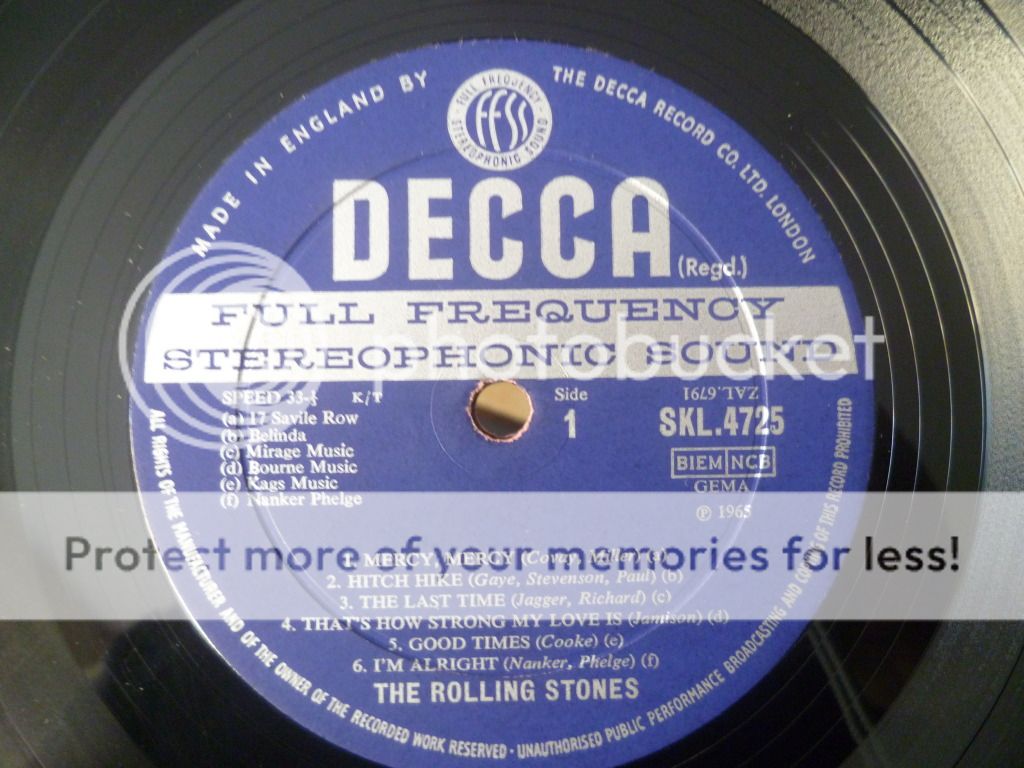 MADE IN ENGLAND BY
THE DECCA RECORD CO. LTD. LONDON
FULL FREQUENCY
FFSS
STEREOPHONIC SOUND
DECCA (Regd.)
FULL FREQUENCY
STEREOPHONIC SOUND
photobucket
SPEED 33-⅓ K/T
(a) 17 Savile Row
(b) Belinda
(c) Mirage Music
(d) Bourne Music
(e) Kags Music
(f) Nanker Phelge
Side
1
ZAL.6791
SKL.4725
BIEM NCB
GEMA
℗ 1965
Protect more of your memories for less!
1. MERCY, MERCY (Covay, Miller) (a)
2. HITCH HIKE (Gaye, Stevenson, Paul) (b)
3. THE LAST TIME (Jagger, Richard) (c)
4. THAT'S HOW STRONG MY LOVE IS (Jamison) (d)
5. GOOD TIMES (Cooke) (e)
6. I'M ALRIGHT (Nanker, Phelge) (f)
THE ROLLING STONES
ALL RIGHTS OF THE MANUFACTURER AND OF THE OWNER OF THE RECORDED WORK RESERVED · UNAUTHORISED PUBLIC PERFORMANCE BROADCASTING AND COPYING OF THIS RECORD PROHIBITED